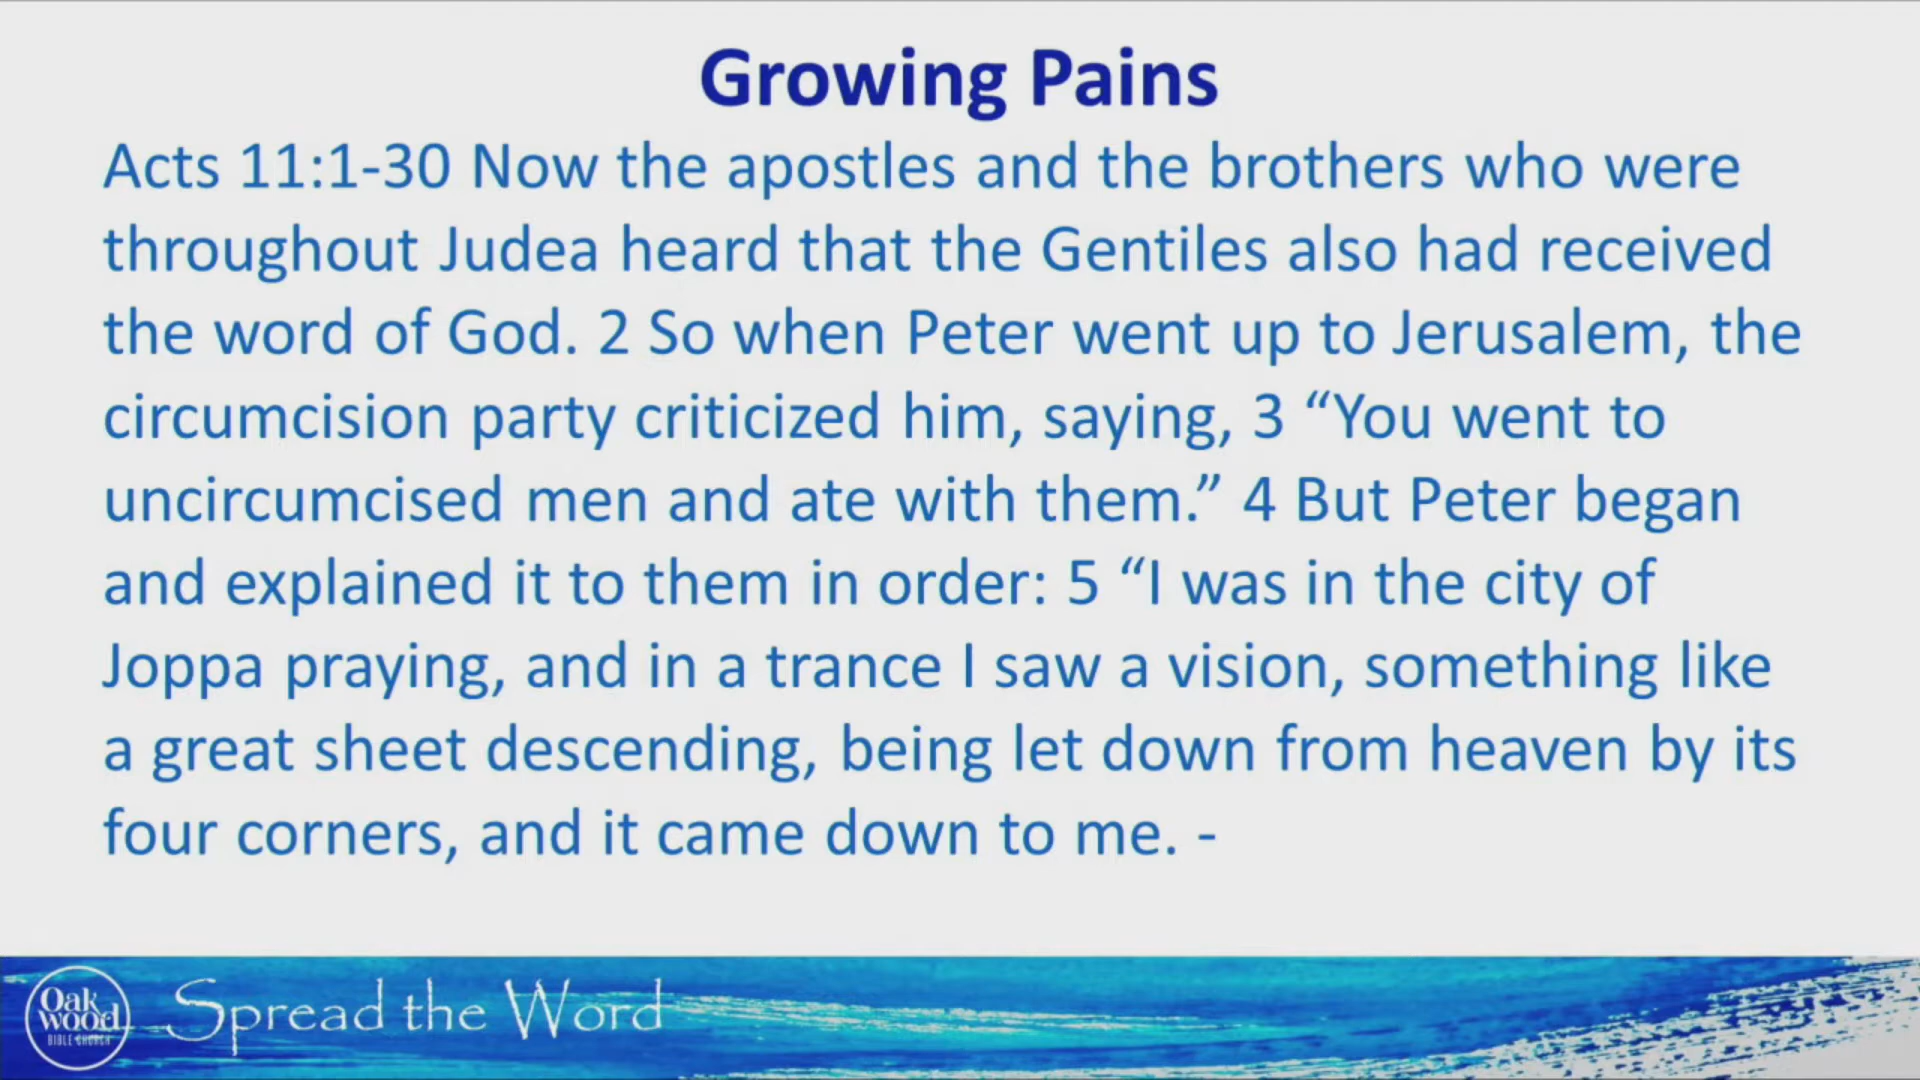 Growing Pains
Acts 11:1-30 Now the apostles and the brothers who were
throughout Judea heard that the Gentiles also had received
the word of God. 2 So when Peter went up to Jerusalem, the
circumcision party criticized him, saying, 3 “You went to
uncircumcised men and ate with them.” 4 But Peter began
and explained it to them in order: 5 “I was in the city of
Joppa praying, and in a trance I saw a vision, something like
a great sheet descending, being let down from heaven by its
four corners, and it came down to me. -
Oak
wood
BIBLE CHURCH
Spread the Word